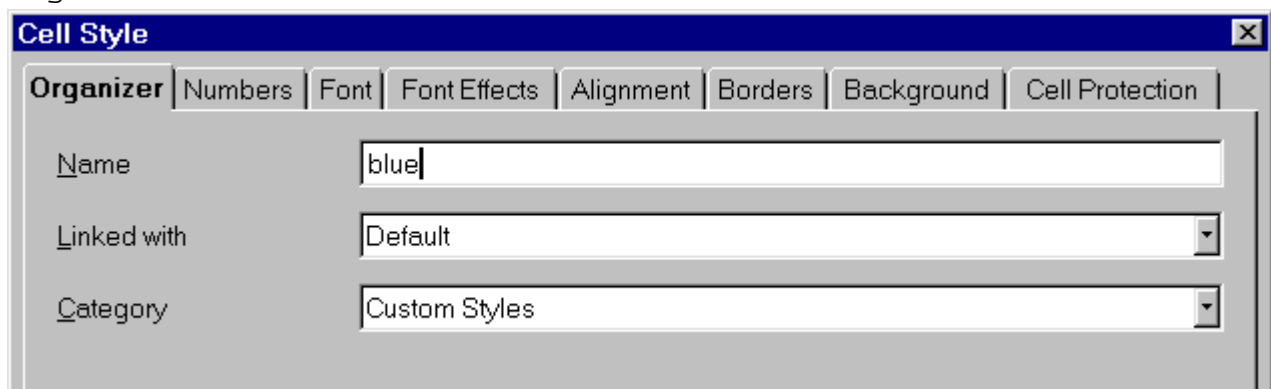 Cell Style
Organizer Numbers Font Font Effects Alignment Borders Background Cell Protection
Name blue
Linked with Default
Category Custom Styles